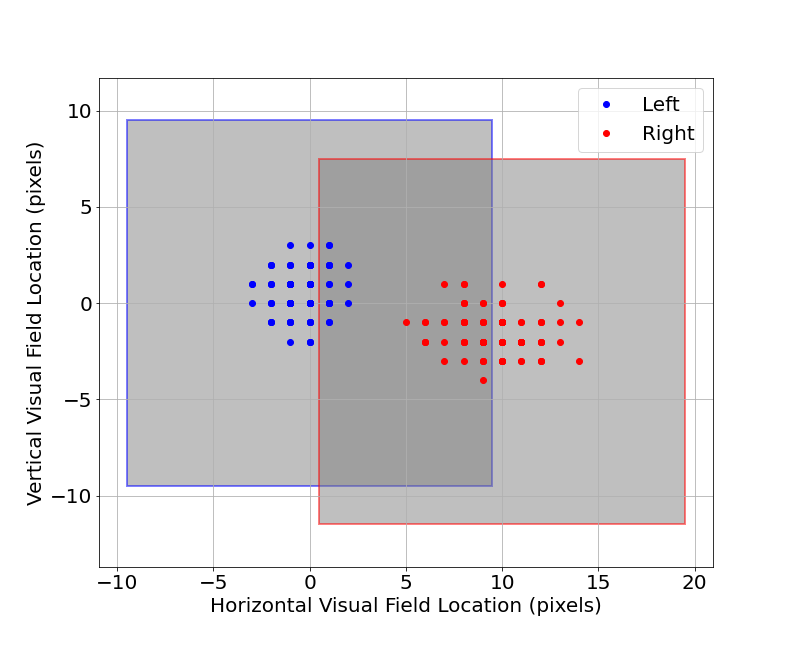 Left
Right
10
5
0
−5
−10
Vertical Visual Field Location (pixels)
−10 −5 0 5 10 15 20
Horizontal Visual Field Location (pixels)